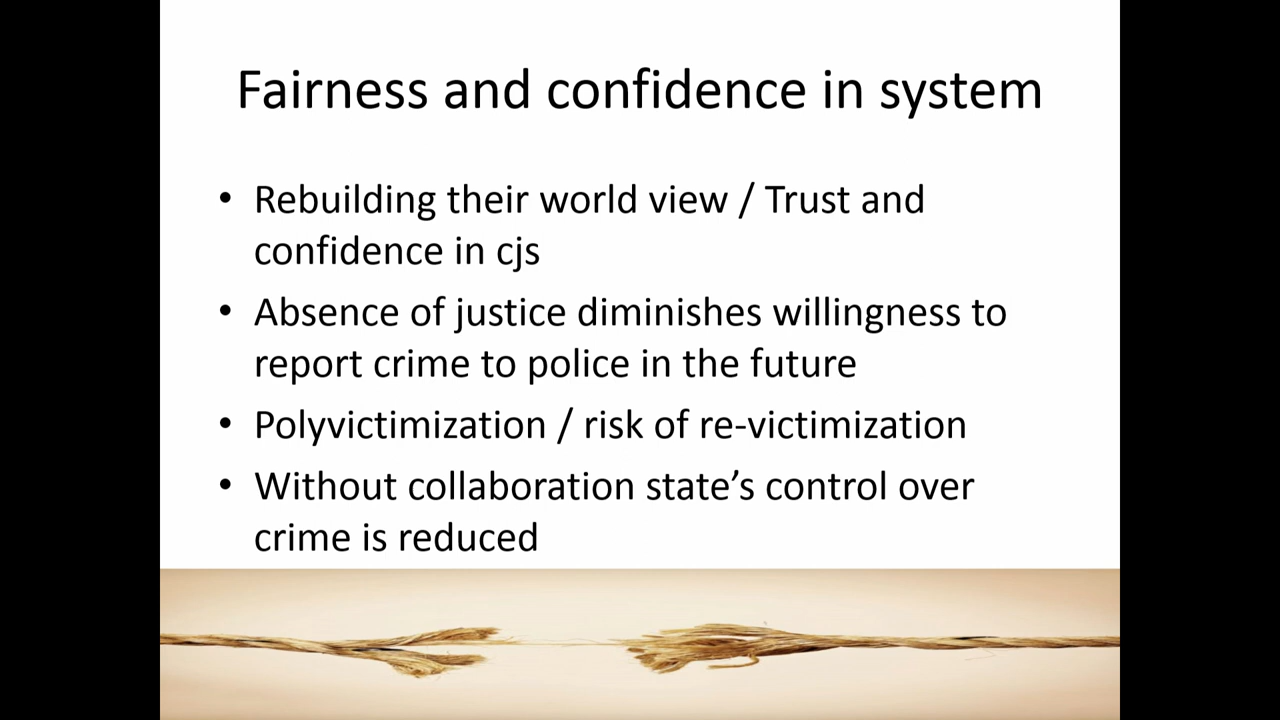 Fairness and confidence in system
• Rebuilding their world view / Trust and
confidence in cjs
• Absence of justice diminishes willingness to
report crime to police in the future
• Polyvictimization / risk of re-victimization
• Without collaboration state’s control over
crime is reduced